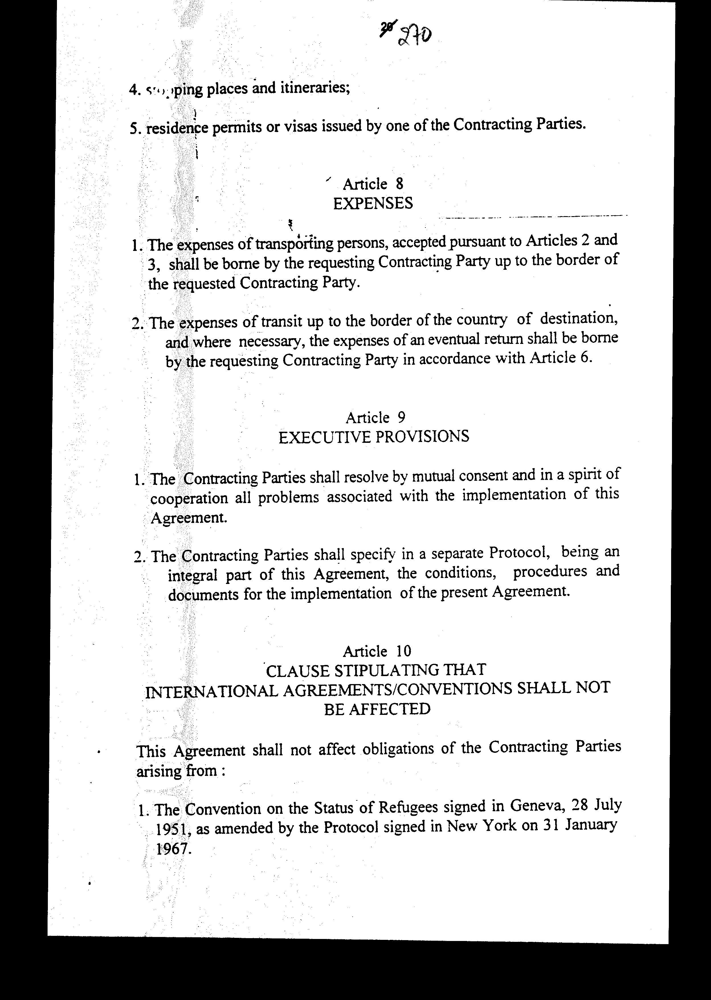 270
4. stopping places and itineraries;
5. residence permits or visas issued by one of the Contracting Parties.
Article 8
EXPENSES
1. The expenses of transporting persons, accepted pursuant to Articles 2 and
3, shall be borne by the requesting Contracting Party up to the border of
the requested Contracting Party.
2. The expenses of transit up to the border of the country of destination,
and where necessary, the expenses of an eventual return shall be borne
by the requesting Contracting Party in accordance with Article 6.
Article 9
EXECUTIVE PROVISIONS
1. The Contracting Parties shall resolve by mutual consent and in a spirit of
cooperation all problems associated with the implementation of this
Agreement.
2. The Contracting Parties shall specify in a separate Protocol, being an
integral part of this Agreement, the conditions, procedures and
documents for the implementation of the present Agreement.
Article 10
CLAUSE STIPULATING THAT
INTERNATIONAL AGREEMENTS/CONVENTIONS SHALL NOT
BE AFFECTED
This Agreement shall not affect obligations of the Contracting Parties
arising from :
1. The Convention on the Status of Refugees signed in Geneva, 28 July
1951, as amended by the Protocol signed in New York on 31 January
1967.